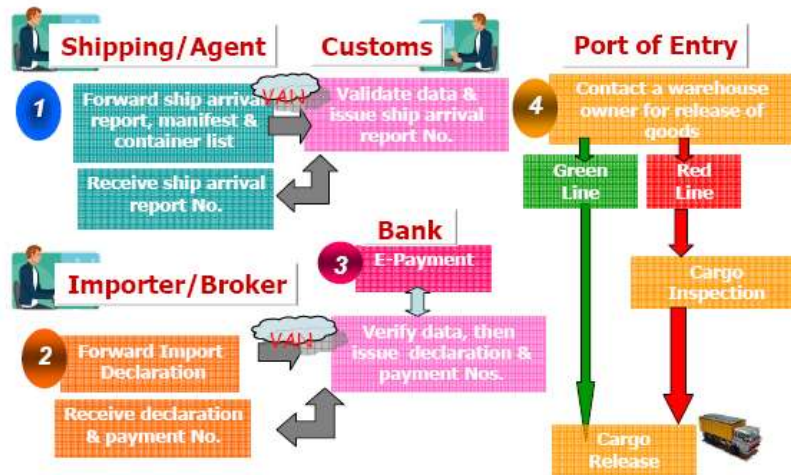 Shipping/Agent
Customs
Port of Entry
1
Forward ship arrival
report, manifest &
container list
VAN
Validate data &
issue ship arrival
report No.
Receive ship arrival
report No.
4
Contact a warehouse
owner for release of
goods
Green
Line
Red
Line
Cargo
Inspection
Cargo
Release
Bank
3
E-Payment
Importer/Broker
2
Forward Import
Declaration
VAN
Verify data, then
issue declaration &
payment Nos.
Receive declaration
& payment No.